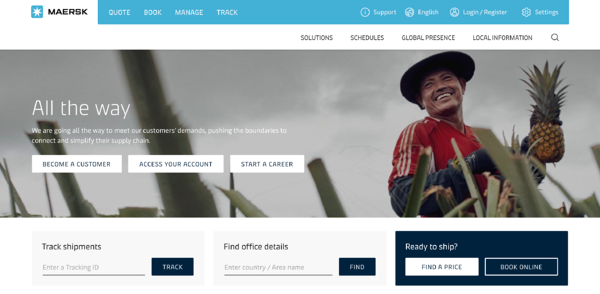 MAERSK
QUOTE BOOK MANAGE TRACK
Support English Login / Register Settings
SOLUTIONS SCHEDULES GLOBAL PRESENCE LOCAL INFORMATION
All the way
We are going all the way to meet our customers' demands, pushing the boundaries to
connect and simplify their supply chain.
BECOME A CUSTOMER ACCESS YOUR ACCOUNT START A CAREER
Track shipments
Enter a Tracking ID TRACK
Find office details
Enter country / Area name FIND
Ready to ship?
FIND A PRICE BOOK ONLINE